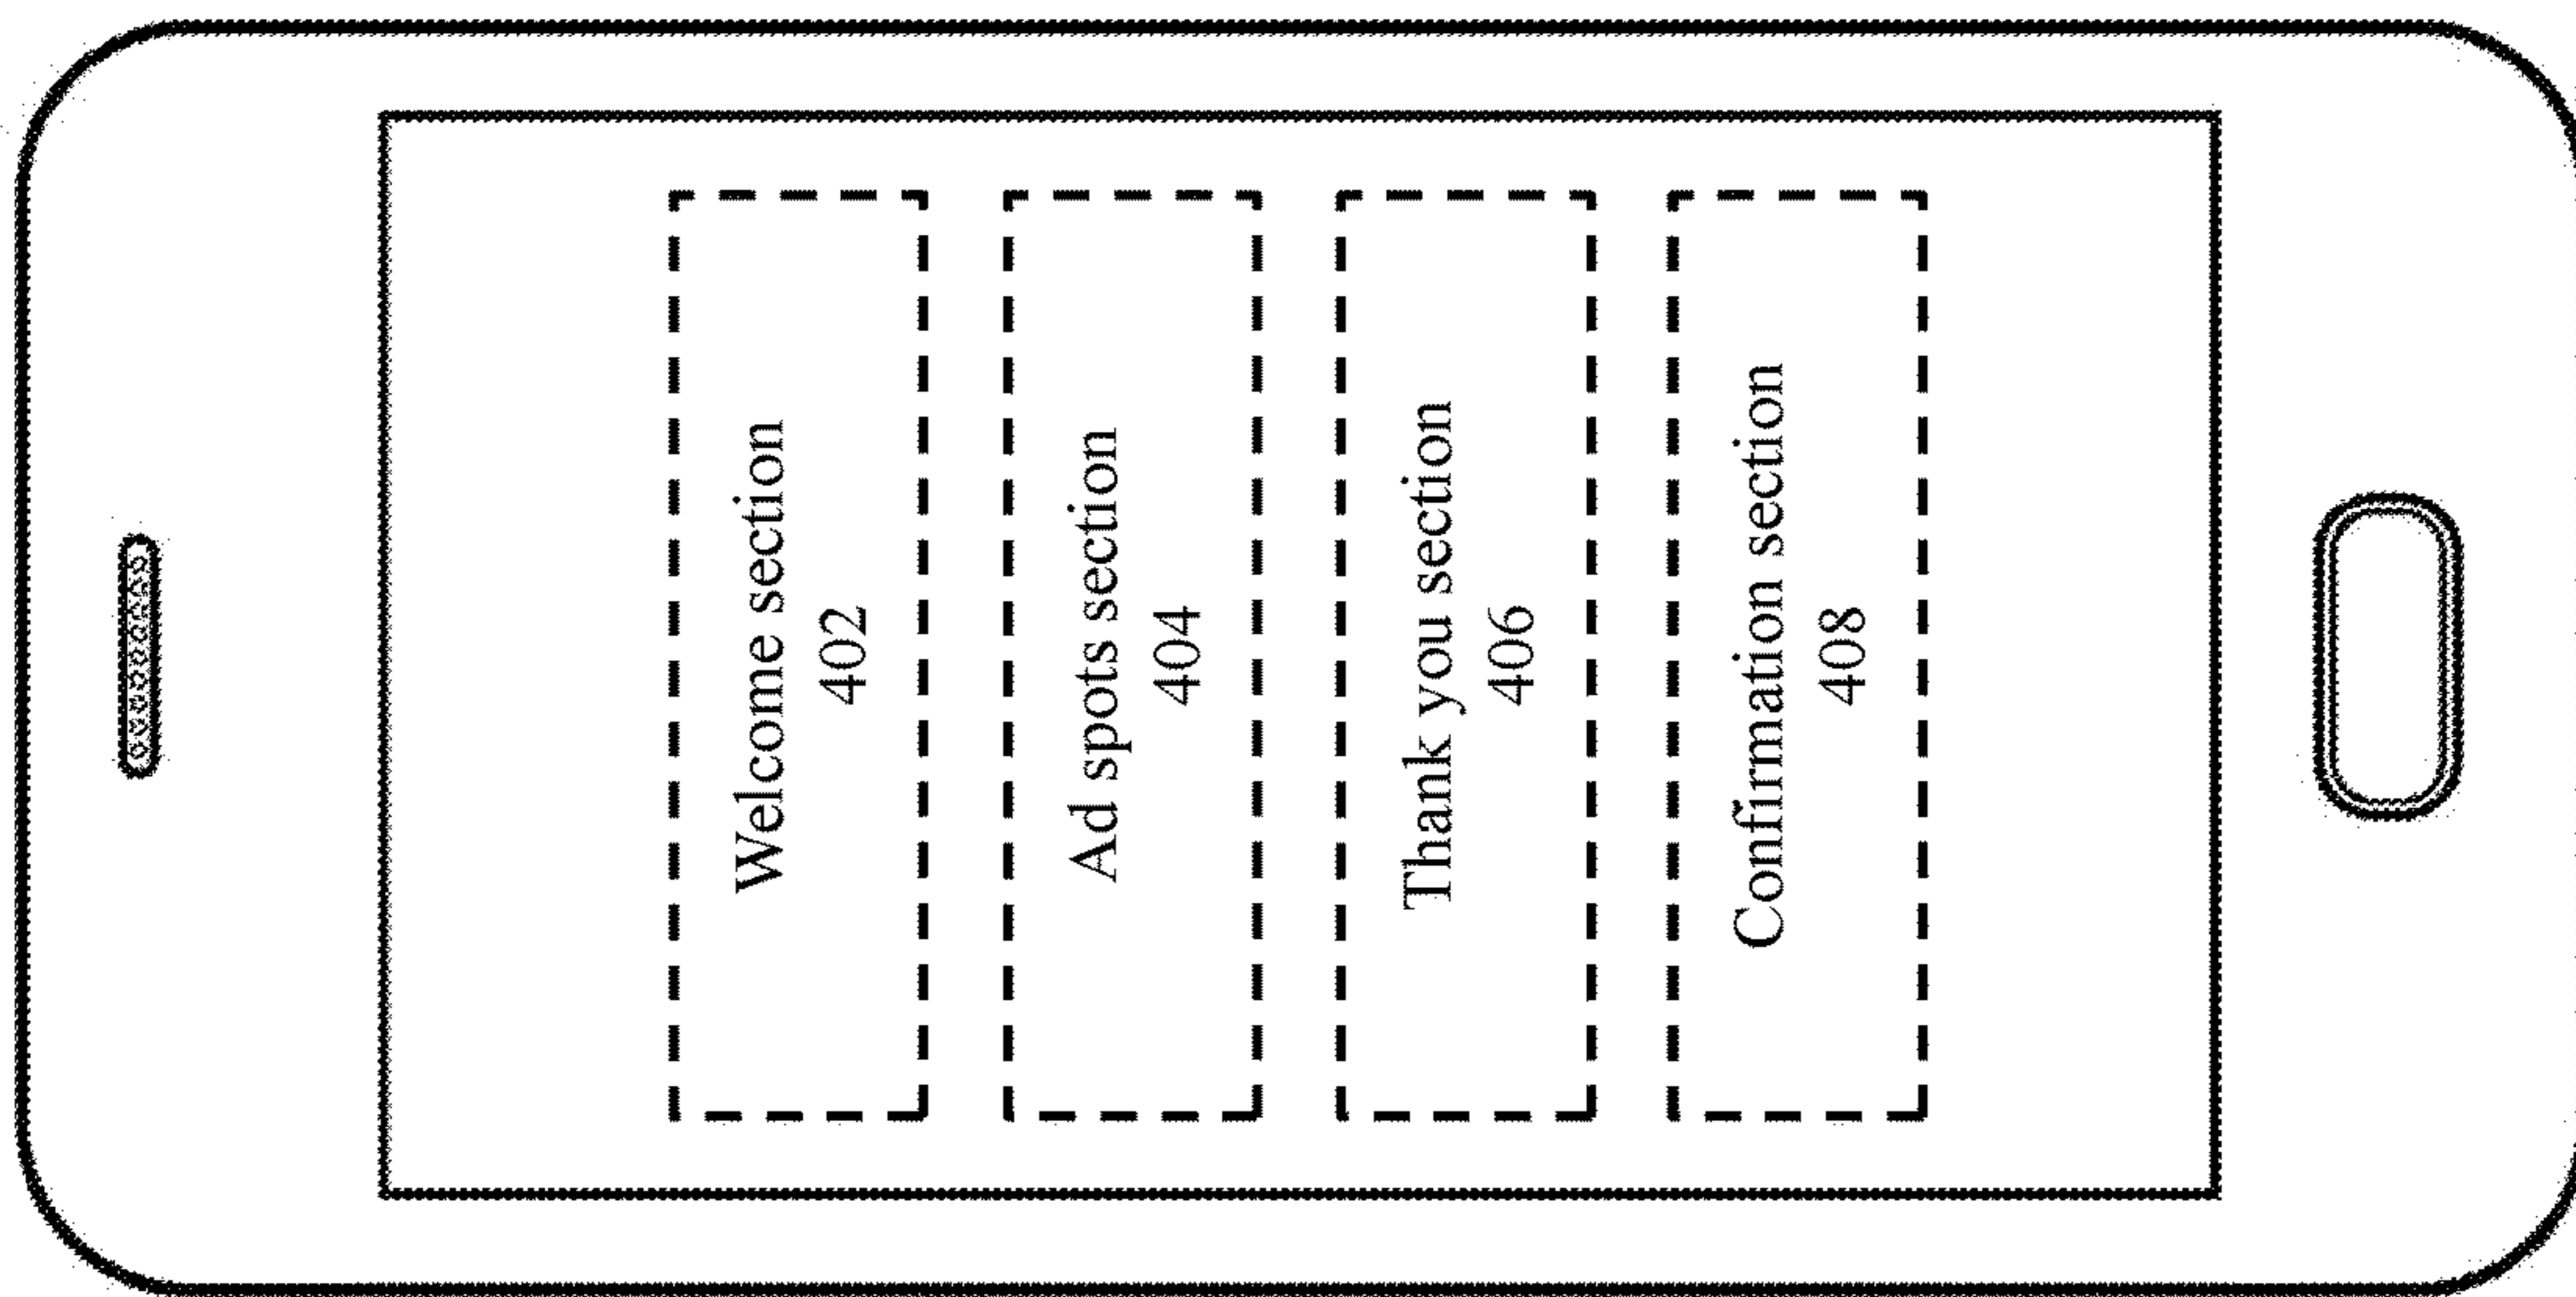 Welcome section
402
Ad spots section
404
Thank you section
406
Confirmation section
408